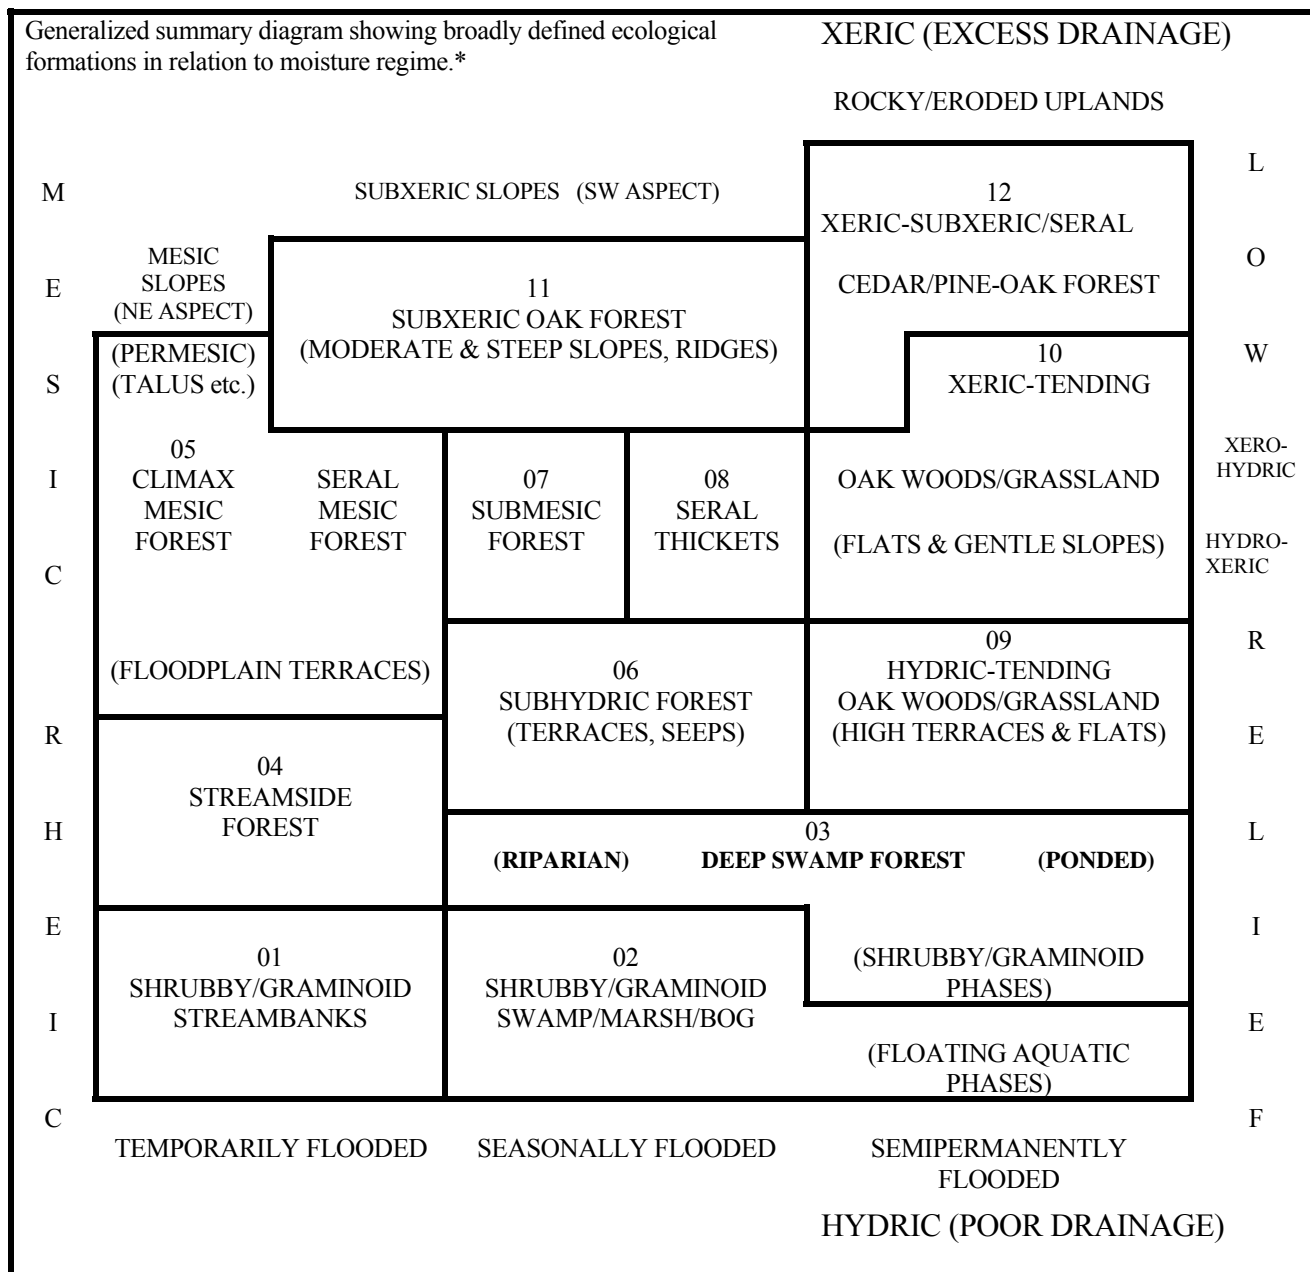 Generalized summary diagram showing broadly defined ecological
formations in relation to moisture regime.*
XERIC (EXCESS DRAINAGE)
ROCKY/ERODED UPLANDS
M
E
S
I
C
R
H
E
I
C
L
O
W
XERO-
HYDRIC
HYDRO-
XERIC
R
E
L
I
E
F
SUBXERIC SLOPES (SW ASPECT)
12
XERIC-SUBXERIC/SERAL
CEDAR/PINE-OAK FOREST
MESIC
SLOPES
(NE ASPECT)
11
SUBXERIC OAK FOREST
(MODERATE & STEEP SLOPES, RIDGES)
(PERMESIC)
(TALUS etc.)
10
XERIC-TENDING
OAK WOODS/GRASSLAND
(FLATS & GENTLE SLOPES)
05
CLIMAX
MESIC
FOREST
SERAL
MESIC
FOREST
07
SUBMESIC
FOREST
08
SERAL
THICKETS
(FLOODPLAIN TERRACES)
06
SUBHYDRIC FOREST
(TERRACES, SEEPS)
09
HYDRIC-TENDING
OAK WOODS/GRASSLAND
(HIGH TERRACES & FLATS)
04
STREAMSIDE
FOREST
03
(RIPARIAN) DEEP SWAMP FOREST (PONDED)
01
SHRUBBY/GRAMINOID
STREAMBANKS
02
SHRUBBY/GRAMINOID
SWAMP/MARSH/BOG
(SHRUBBY/GRAMINOID
PHASES)
(FLOATING AQUATIC
PHASES)
TEMPORARILY FLOODED
SEASONALLY FLOODED
SEMIPERMANENTLY
FLOODED
HYDRIC (POOR DRAINAGE)